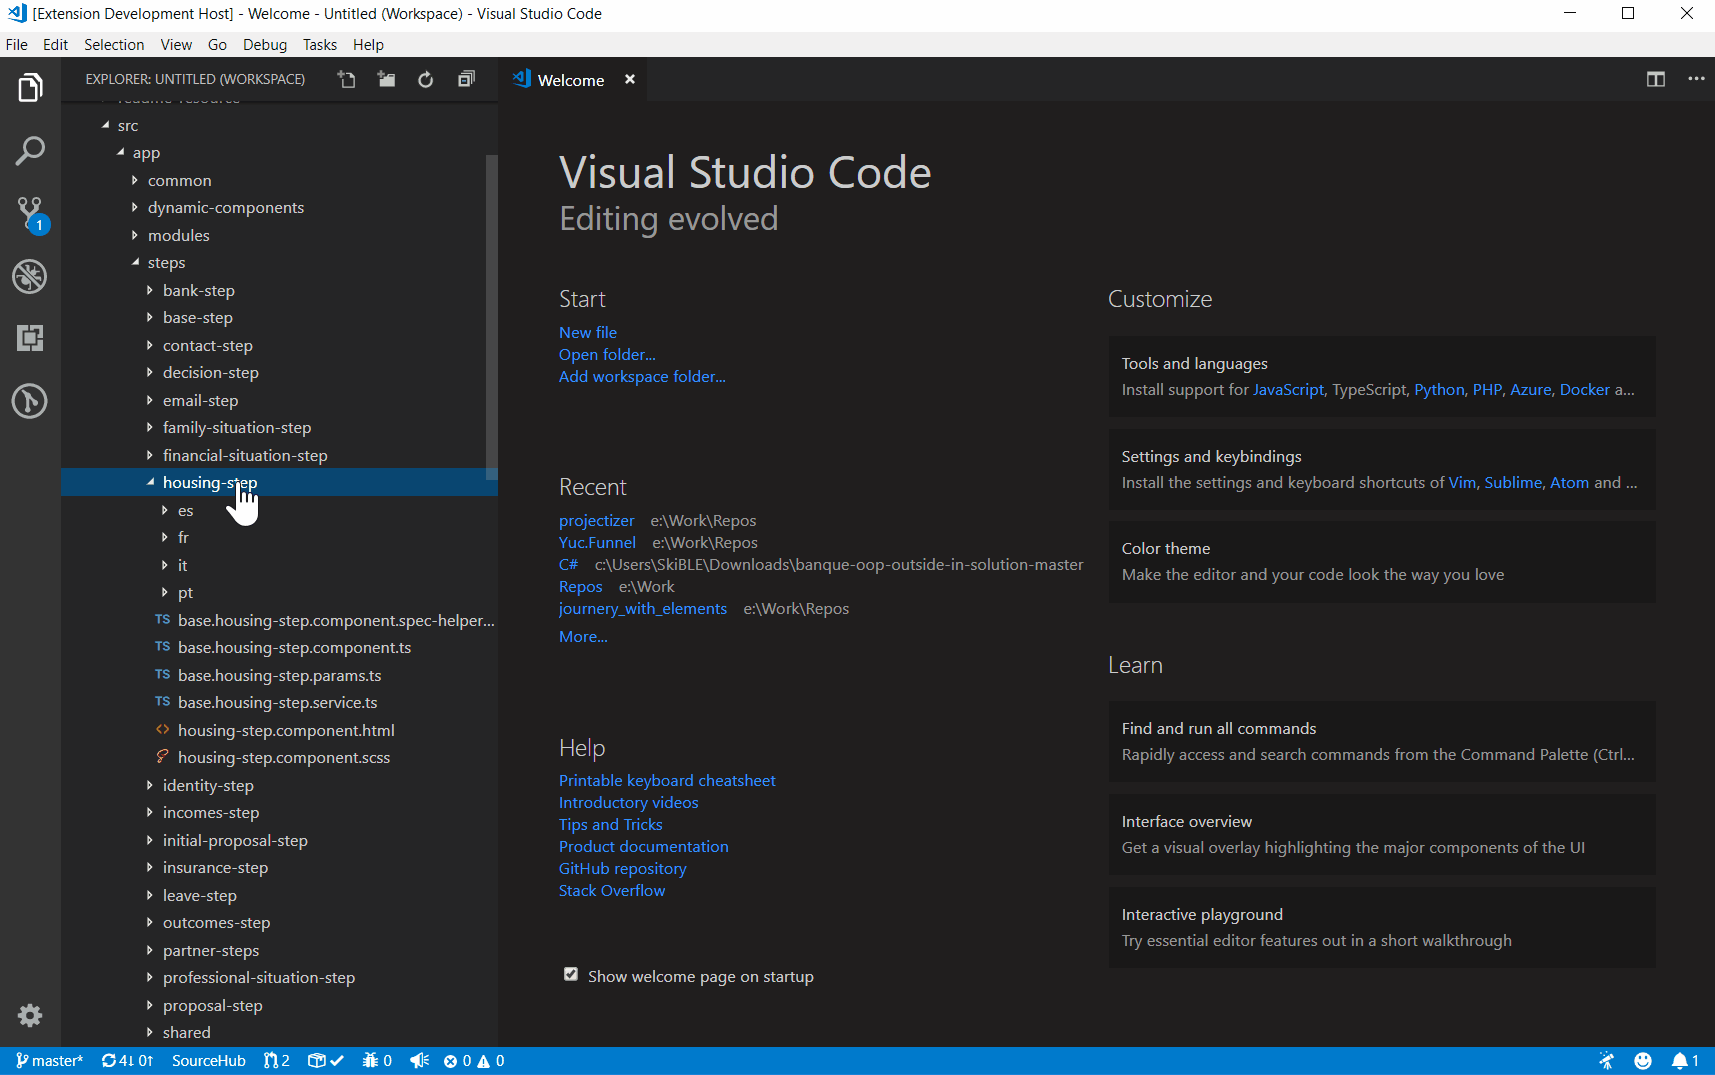 [Extension Development Host] - Welcome - Untitled (Workspace) - Visual Studio Code
File Edit Selection View Go Debug Tasks Help
EXPLORER: UNTITLED (WORKSPACE)
src
app
common
dynamic-components
modules
steps
bank-step
base-step
contact-step
decision-step
email-step
family-situation-step
financial-situation-step
housing-step
es
fr
it
pt
TS base.housing-step.component.spec-helper...
TS base.housing-step.component.ts
TS base.housing-step.params.ts
TS base.housing-step.service.ts
<> housing-step.component.html
housing-step.component.scss
identity-step
incomes-step
initial-proposal-step
insurance-step
leave-step
outcomes-step
partner-steps
professional-situation-step
proposal-step
shared
1
Welcome
Visual Studio Code
Editing evolved
Start
New file
Open folder...
Add workspace folder...
Recent
projectizer e:\Work\Repos
Yuc.Funnel e:\Work\Repos
C# c:\Users\SkiBLE\Downloads\banque-oop-outside-in-solution-master
Repos e:\Work
journery_with_elements e:\Work\Repos
More...
Help
Printable keyboard cheatsheet
Introductory videos
Tips and Tricks
Product documentation
GitHub repository
Stack Overflow
Show welcome page on startup
Customize
Tools and languages
Install support for JavaScript, TypeScript, Python, PHP, Azure, Docker a...
Settings and keybindings
Install the settings and keyboard shortcuts of Vim, Sublime, Atom and ...
Color theme
Make the editor and your code look the way you love
Learn
Find and run all commands
Rapidly access and search commands from the Command Palette (Ctrl...
Interface overview
Get a visual overlay highlighting the major components of the UI
Interactive playground
Try essential editor features out in a short walkthrough
master* 4↓ 0↑ SourceHub 2 0 0 0 1